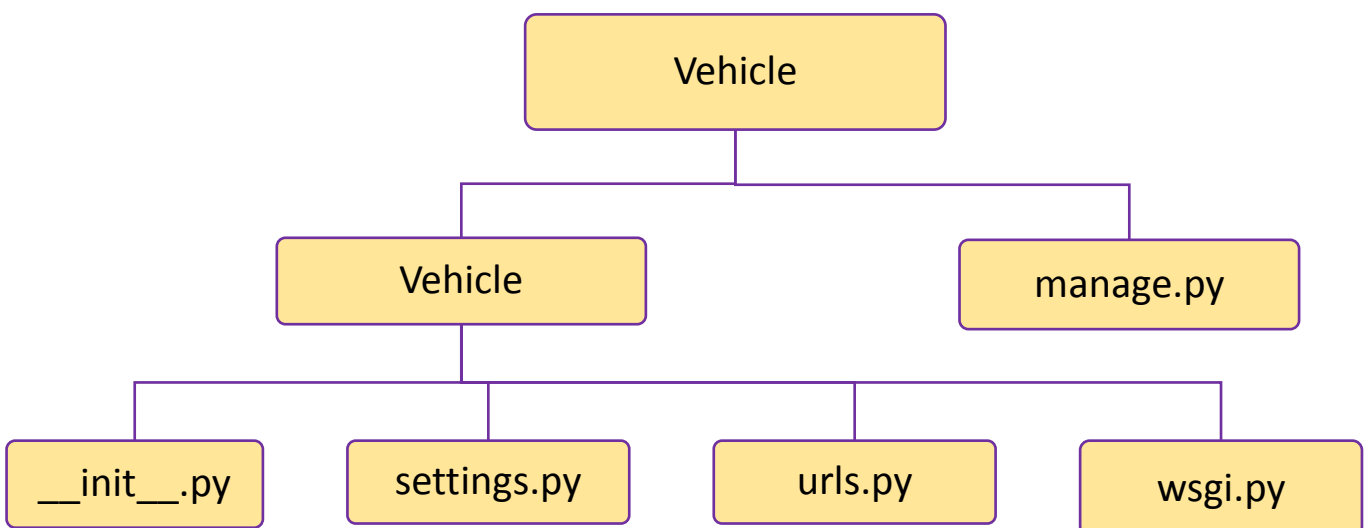 Vehicle
Vehicle
manage.py
__init__.py
settings.py
urls.py
wsgi.py